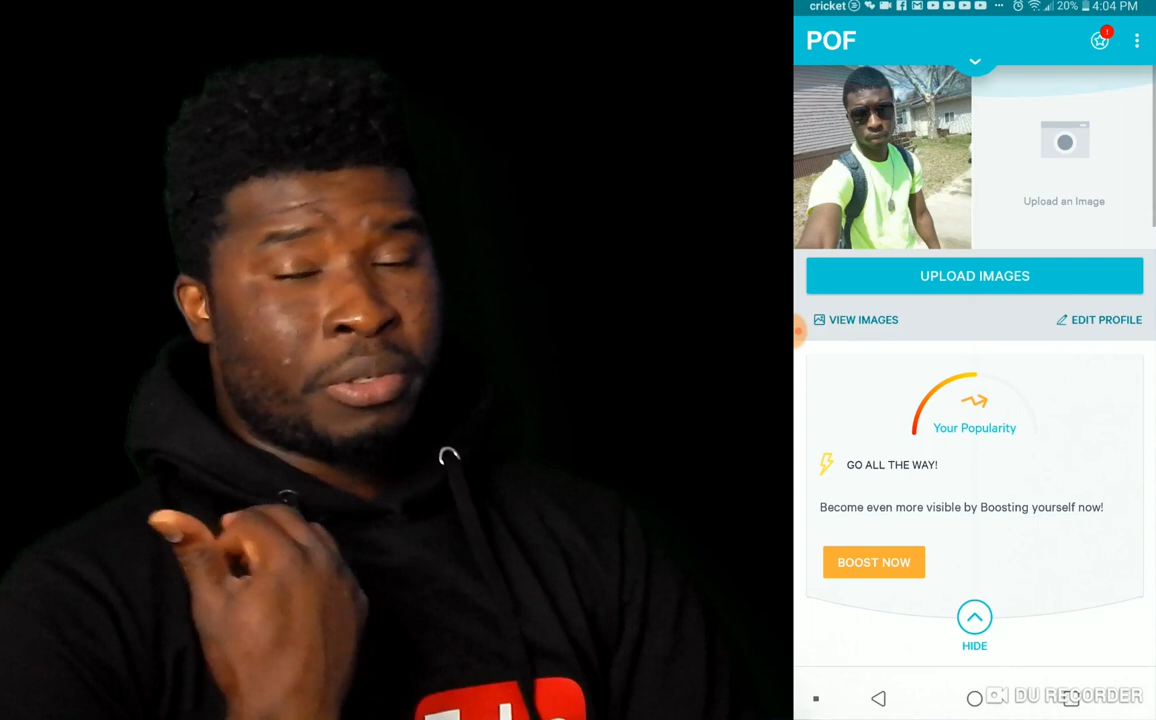 cricket 20% 4:04 PM
POF
!
Upload an Image
UPLOAD IMAGES
VIEW IMAGES
EDIT PROFILE
Your Popularity
GO ALL THE WAY!
Become even more visible by Boosting yourself now!
BOOST NOW
HIDE
DU RECORDER